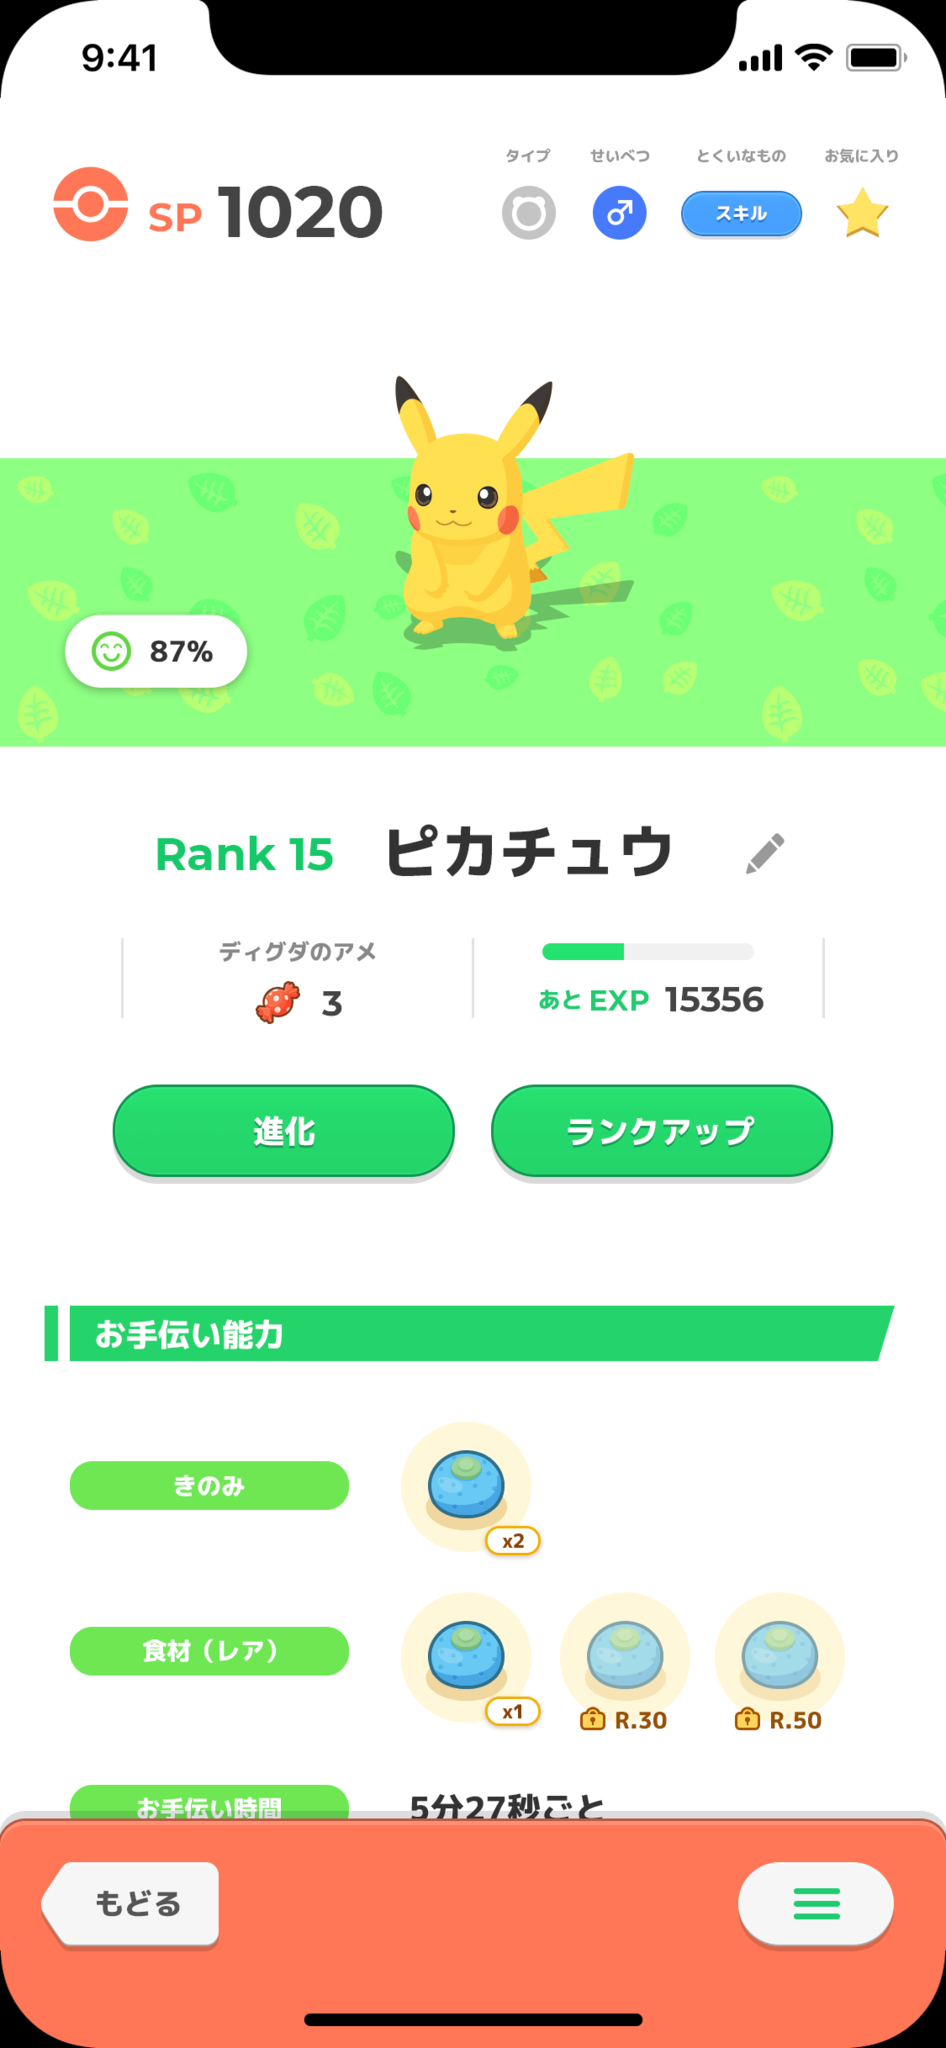 9:41
タイプ せいべつ とくいなもの お気に入り
SP 1020 スキル
87%
Rank 15 ピカチュウ
ディグダのアメ
3
あと EXP 15356
進化 ランクアップ
お手伝い能力
きのみ
x2
食材（レア）
x1 R.30 R.50
お手伝い時間 5分27秒ごと
もどる